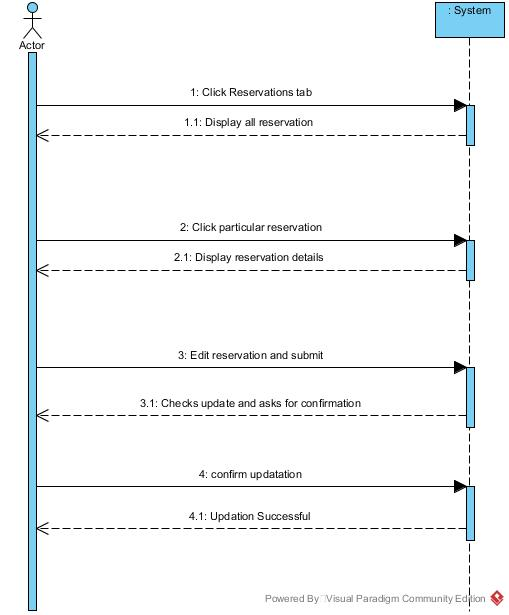 : System
Actor
1: Click Reservations tab
1.1: Display all reservation
2: Click particular reservation
2.1: Display reservation details
3: Edit reservation and submit
3.1: Checks update and asks for confirmation
4: confirm updatation
4.1: Updation Successful
Powered By Visual Paradigm Community Edition